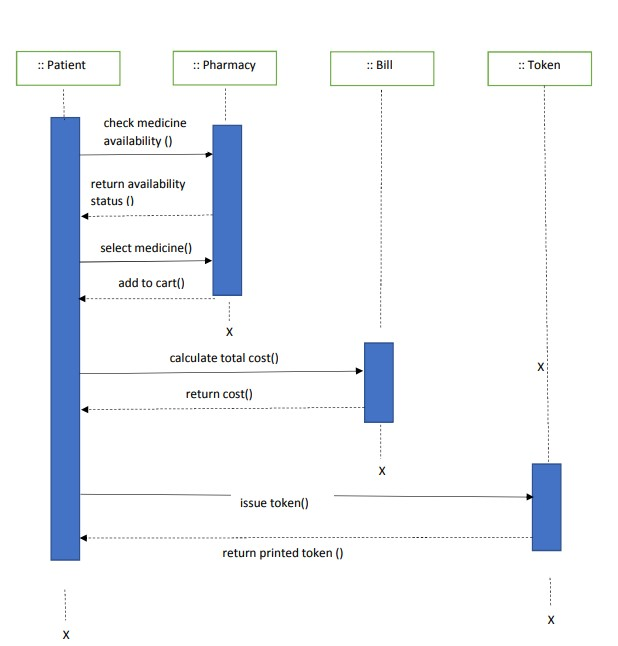 :: Patient
:: Pharmacy
:: Bill
:: Token
check medicine
availability ()
return availability
status ()
select medicine()
add to cart()
X
calculate total cost()
X
return cost()
X
issue token()
return printed token ()
X
X